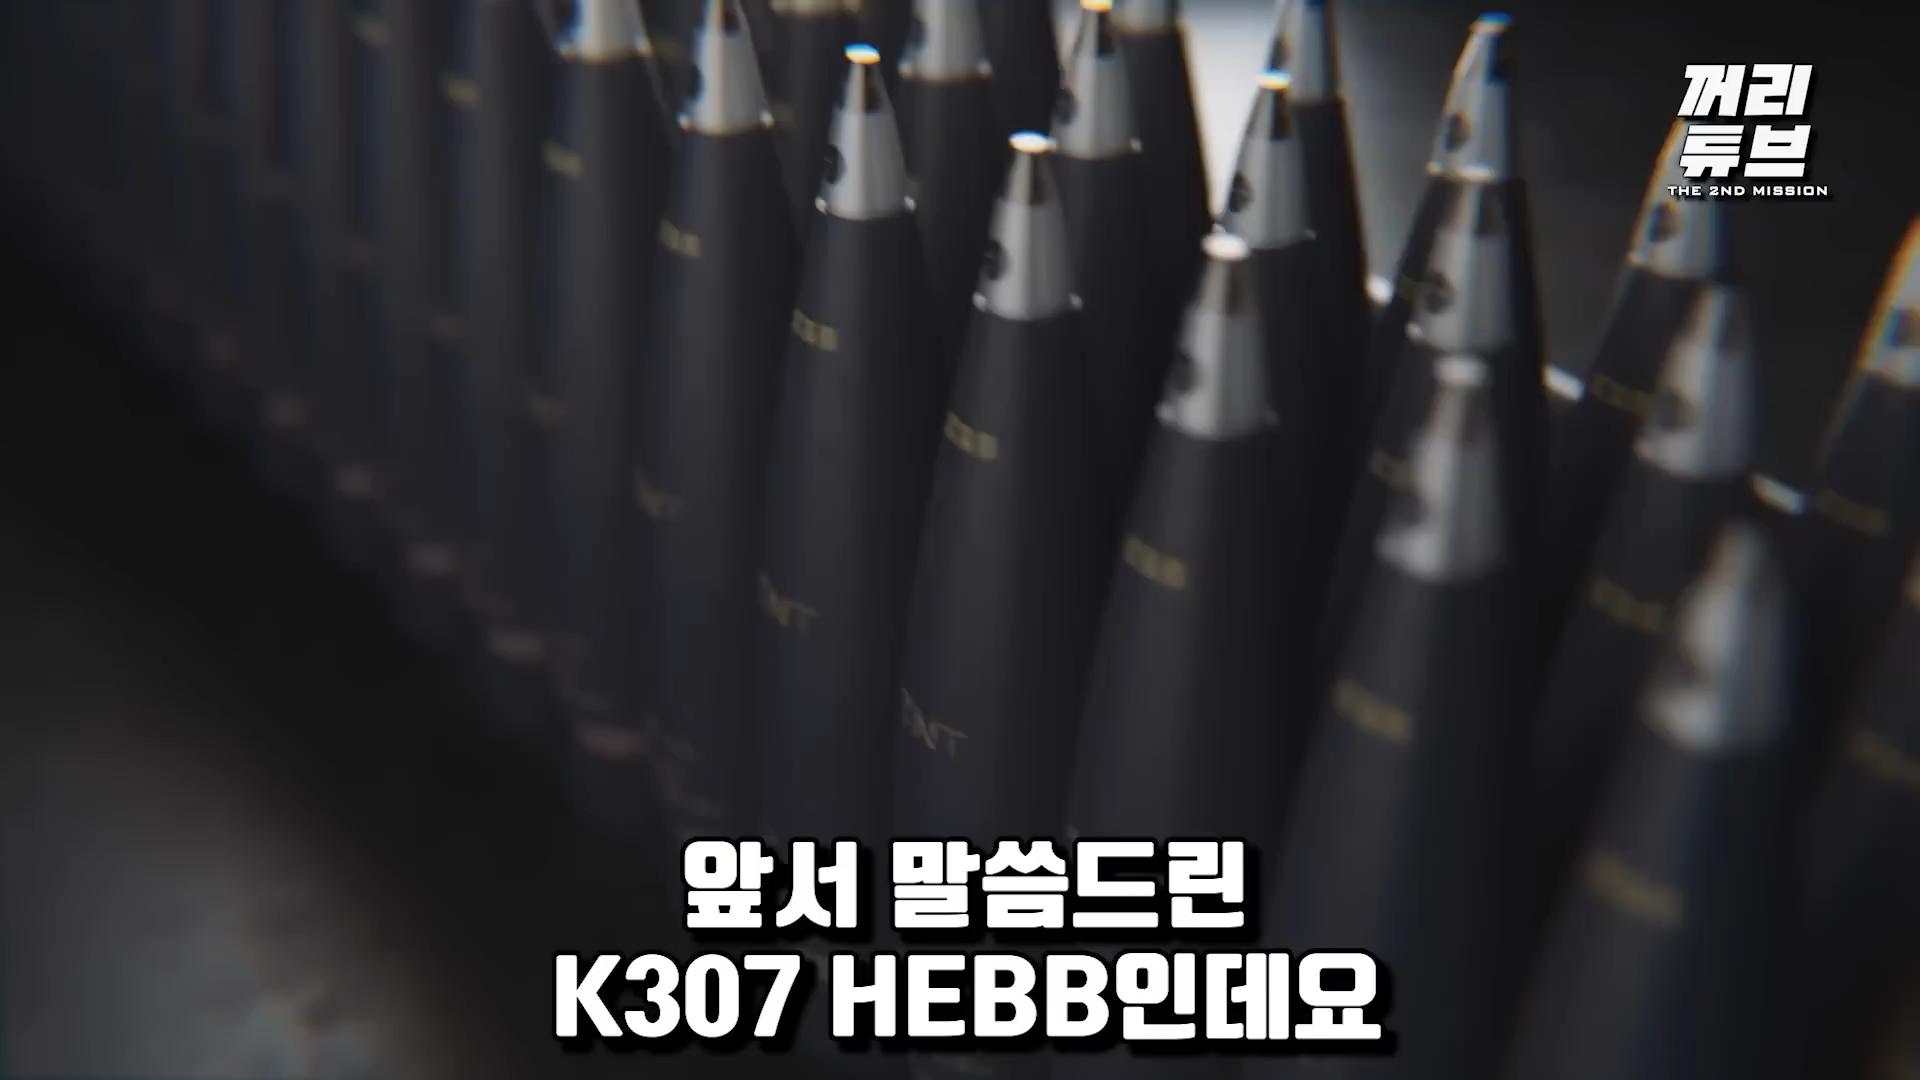 꺼리
튜브
THE 2ND MISSION
앞서 말씀드린
K307 HEBB인데요